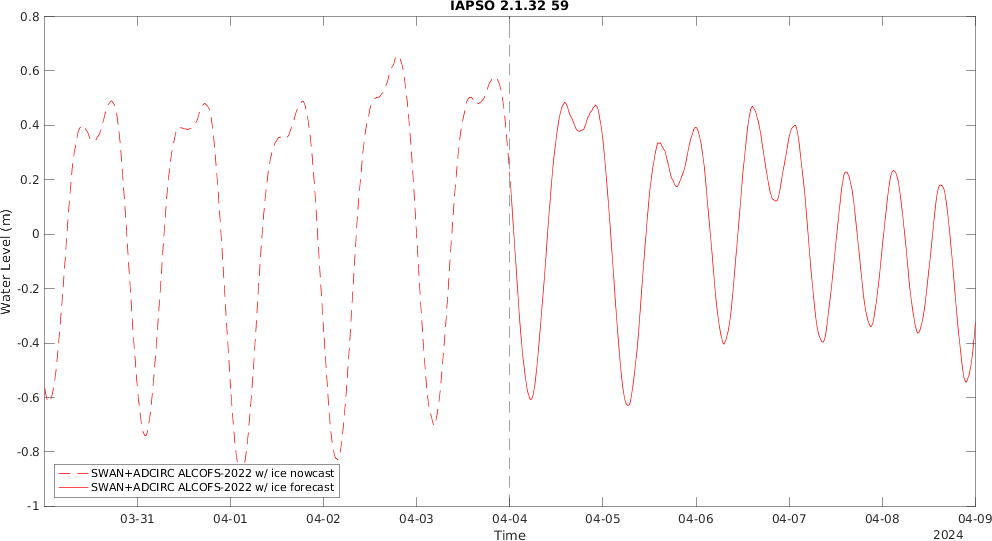 IAPSO 2.1.32 59
0.8
0.6
0.4
0.2
0
-0.2
-0.4
-0.6
-0.8
-1
Water Level (m)
SWAN+ADCIRC ALCOFS-2022 w/ ice nowcast
SWAN+ADCIRC ALCOFS-2022 w/ ice forecast
03-31 04-01 04-02 04-03 04-04 04-05 04-06 04-07 04-08 04-09
Time
2024